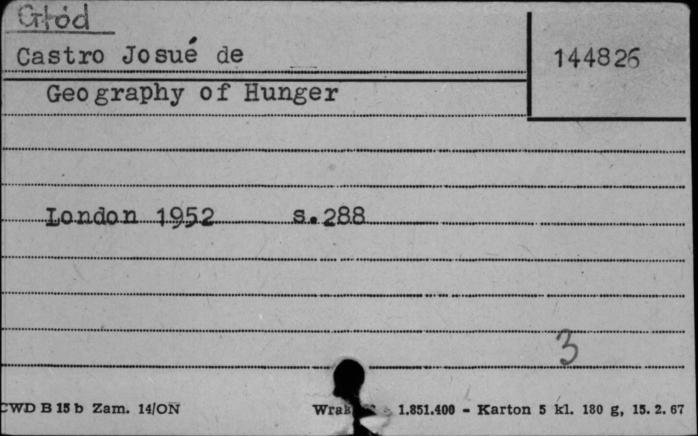 Głód
Castro Josué de
144826
Geography of Hunger
London 1952 s.288
3
CWD B 15 b Zam. 14/ON 1.851.400 - Karton 5 kl. 180 g, 15. 2. 67